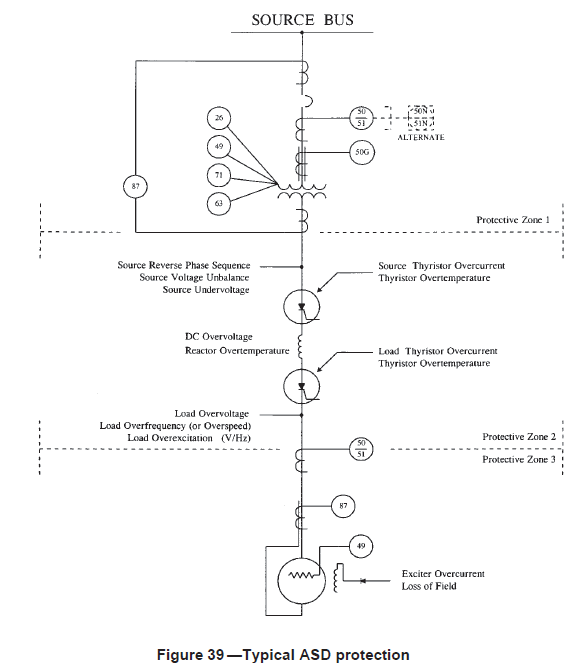 SOURCE BUS
26
50
51
50N
51N
ALTERNATE
49
50G
71
87
63
Protective Zone 1
Source Reverse Phase Sequence
Source Voltage Unbalance
Source Undervoltage
Source Thyristor Overcurrent
Thyristor Overtemperature
DC Overvoltage
Reactor Overtemperature
Load Thyristor Overcurrent
Thyristor Overtemperature
Load Overvoltage
Load Overfrequency (or Overspeed)
Load Overexcitation (V/Hz)
50
51
Protective Zone 2
Protective Zone 3
87
49
Exciter Overcurrent
Loss of Field
Figure 39—Typical ASD protection